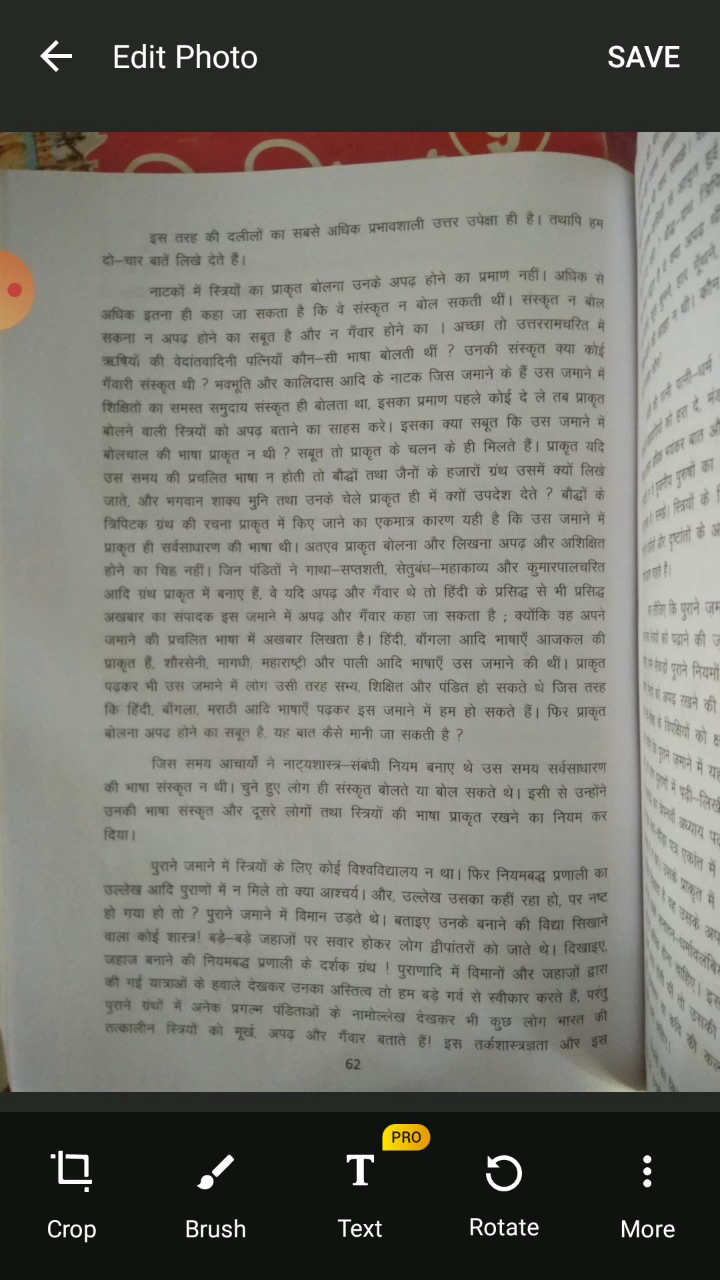 Edit Photo
SAVE
इस तरह की दलीलों का सबसे अधिक प्रभावशाली उत्तर उपेक्षा ही है। तथापि हम
दो–चार बातें लिखे देते हैं।
नाटकों में स्त्रियों का प्राकृत बोलना उनके अपढ़ होने का प्रमाण नहीं। अधिक से
अधिक इतना ही कहा जा सकता है कि वे संस्कृत न बोल सकती थीं। संस्कृत न बोल
सकना न अपढ़ होने का सबूत है और न गँवार होने का । अच्छा तो उत्तररामचरित में
ऋषियों की वेदांतवादिनी पत्नियाँ कौन–सी भाषा बोलती थीं ? उनकी संस्कृत क्या कोई
गँवारी संस्कृत थी ? भवभूति और कालिदास आदि के नाटक जिस जमाने के हैं उस जमाने में
शिक्षितों का समस्त समुदाय संस्कृत ही बोलता था, इसका प्रमाण पहले कोई दे ले तब प्राकृत
बोलने वाली स्त्रियों को अपढ़ बताने का साहस करे। इसका क्या सबूत कि उस जमाने में
बोलचाल की भाषा प्राकृत न थी ? सबूत तो प्राकृत के चलन के ही मिलते हैं। प्राकृत यदि
उस समय की प्रचलित भाषा न होती तो बौद्धों तथा जैनों के हजारों ग्रंथ उसमें क्यों लिखे
जाते, और भगवान शाक्य मुनि तथा उनके चेले प्राकृत ही में क्यों उपदेश देते ? बौद्धों के
त्रिपिटक ग्रंथ की रचना प्राकृत में किए जाने का एकमात्र कारण यही है कि उस जमाने में
प्राकृत ही सर्वसाधारण की भाषा थी। अतएव प्राकृत बोलना और लिखना अपढ़ और अशिक्षित
होने का चिह्न नहीं। जिन पंडितों ने गाथा–सप्तशती, सेतुबंध–महाकाव्य और कुमारपालचरित
आदि ग्रंथ प्राकृत में बनाए हैं, वे यदि अपढ़ और गँवार थे तो हिंदी के प्रसिद्ध से भी प्रसिद्ध
अखबार का संपादक इस जमाने में अपढ़ और गँवार कहा जा सकता है ; क्योंकि वह अपने
जमाने की प्रचलित भाषा में अखबार लिखता है। हिंदी, बाँगला आदि भाषाएँ आजकल की
प्राकृत हैं, शौरसेनी, मागधी, महाराष्ट्री और पाली आदि भाषाएँ उस जमाने की थीं। प्राकृत
पढ़कर भी उस जमाने में लोग उसी तरह सभ्य, शिक्षित और पंडित हो सकते थे जिस तरह
कि हिंदी, बाँगला, मराठी आदि भाषाएँ पढ़कर इस जमाने में हम हो सकते हैं। फिर प्राकृत
बोलना अपढ़ होने का सबूत है, यह बात कैसे मानी जा सकती है ?
जिस समय आचार्यों ने नाट्यशास्त्र–संबंधी नियम बनाए थे उस समय सर्वसाधारण
की भाषा संस्कृत न थी। चुने हुए लोग ही संस्कृत बोलते या बोल सकते थे। इसी से उन्होंने
उनकी भाषा संस्कृत और दूसरे लोगों तथा स्त्रियों की भाषा प्राकृत रखने का नियम कर
दिया।
पुराने जमाने में स्त्रियों के लिए कोई विश्वविद्यालय न था। फिर नियमबद्ध प्रणाली का
उल्लेख आदि पुराणों में न मिले तो क्या आश्चर्य। और, उल्लेख उसका कहीं रहा हो, पर नष्ट
हो गया हो तो ? पुराने जमाने में विमान उड़ते थे। बताइए उनके बनाने की विद्या सिखाने
वाला कोई शास्त्र! बड़े–बड़े जहाजों पर सवार होकर लोग द्वीपांतरों को जाते थे। दिखाइए,
जहाज बनाने की नियमबद्ध प्रणाली के दर्शक ग्रंथ ! पुराणादि में विमानों और जहाजों द्वारा
की गई यात्राओं के हवाले देखकर उनका अस्तित्व तो हम बड़े गर्व से स्वीकार करते हैं, परंतु
पुराने ग्रंथों में अनेक प्रगल्भ पंडिताओं के नामोल्लेख देखकर भी कुछ लोग भारत की
तत्कालीन स्त्रियों को मूर्ख, अपढ़ और गँवार बताते हैं! इस तर्कशास्त्रज्ञता और इस
62
PRO
Crop
Brush
Text
Rotate
More